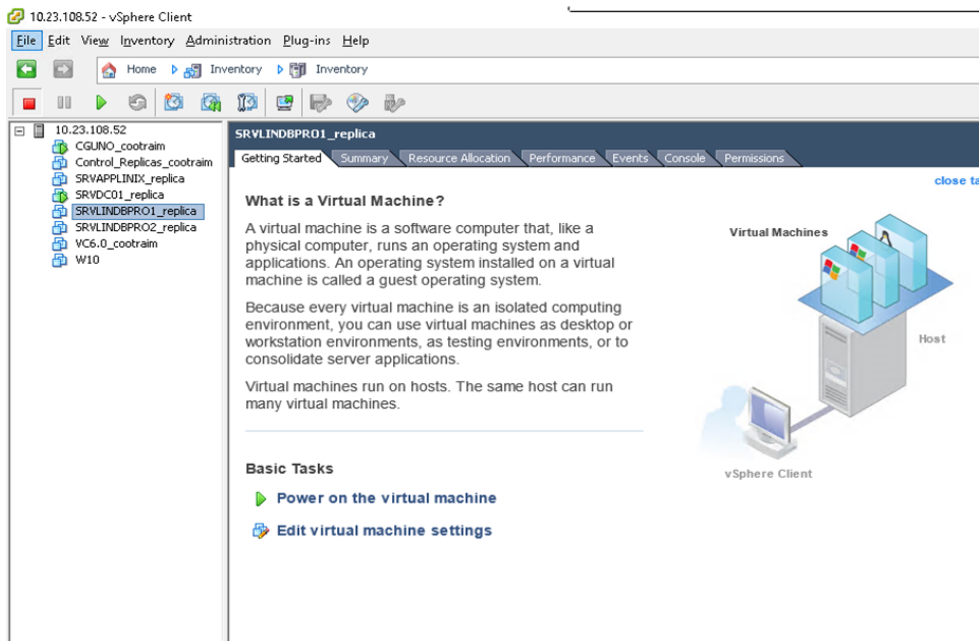 10.23.108.52 - vSphere Client
File Edit View Inventory Administration Plug-ins Help
Home Inventory Inventory
10.23.108.52
CGUNO_cootraim
Control_Replicas_cootraim
SRVAPPLINIX_replica
SRVDC01_replica
SRVLINDBPRO1_replica
SRVLINDBPRO2_replica
VC6.0_cootraim
W10
SRVLINDBPRO1_replica
Getting Started Summary Resource Allocation Performance Events Console Permissions
close ta
What is a Virtual Machine?
A virtual machine is a software computer that, like a
physical computer, runs an operating system and
applications. An operating system installed on a virtual
machine is called a guest operating system.
Because every virtual machine is an isolated computing
environment, you can use virtual machines as desktop or
workstation environments, as testing environments, or to
consolidate server applications.
Virtual machines run on hosts. The same host can run
many virtual machines.
Virtual Machines
Host
vSphere Client
Basic Tasks
Power on the virtual machine
Edit virtual machine settings